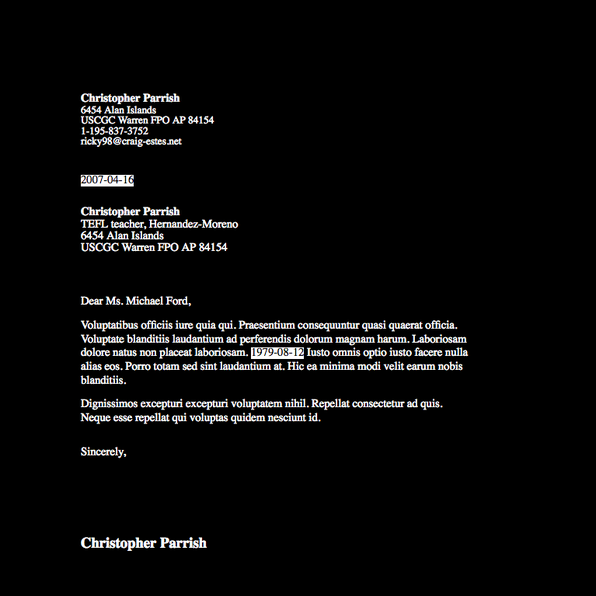 Christopher Parrish
6454 Alan Islands
USCGC Warren FPO AP 84154
1-195-837-3752
ricky98@craig-estes.net
2007-04-16
Christopher Parrish
TEFL teacher, Hernandez-Moreno
6454 Alan Islands
USCGC Warren FPO AP 84154
Dear Ms. Michael Ford,
Voluptatibus officiis iure quia qui. Praesentium consequuntur quasi quaerat officia.
Voluptate blanditiis laudantium ad perferendis dolorum magnam harum. Laboriosam
dolore natus non placeat laboriosam. 1979-08-12 Iusto omnis optio iusto facere nulla
alias eos. Porro totam sed sint laudantium at. Hic ea minima modi velit earum nobis
blanditiis.
Dignissimos excepturi excepturi voluptatem nihil. Repellat consectetur ad quis.
Neque esse repellat qui voluptas quidem nesciunt id.
Sincerely,
Christopher Parrish